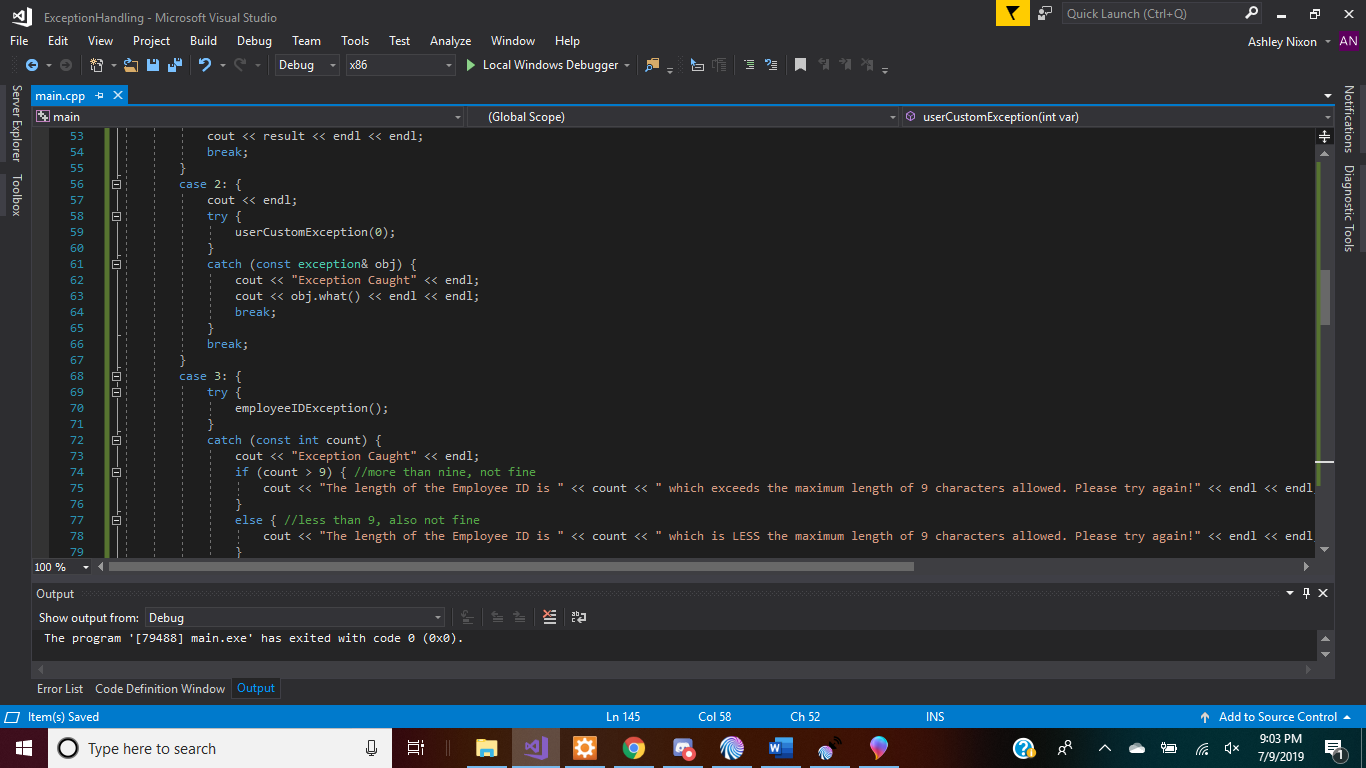 ExceptionHandling - Microsoft Visual Studio
Quick Launch (Ctrl+Q)
File Edit View Project Build Debug Team Tools Test Analyze Window Help
Ashley Nixon AN
Debug x86 Local Windows Debugger
Server Explorer
Toolbox
Notifications
Diagnostic Tools
main.cpp
main (Global Scope) userCustomException(int var)
53 cout << result << endl << endl;
54 break;
55 }
56 case 2: {
57 cout << endl;
58 try {
59 userCustomException(0);
60 }
61 catch (const exception& obj) {
62 cout << "Exception Caught" << endl;
63 cout << obj.what() << endl << endl;
64 break;
65 }
66 break;
67 }
68 case 3: {
69 try {
70 employeeIDException();
71 }
72 catch (const int count) {
73 cout << "Exception Caught" << endl;
74 if (count > 9) { //more than nine, not fine
75 cout << "The length of the Employee ID is " << count << " which exceeds the maximum length of 9 characters allowed. Please try again!" << endl << endl
76 }
77 else { //less than 9, also not fine
78 cout << "The length of the Employee ID is " << count << " which is LESS the maximum length of 9 characters allowed. Please try again!" << endl << endl
79 }
100 %
Output
Show output from: Debug
The program '[79488] main.exe' has exited with code 0 (0x0).
Error List Code Definition Window Output
Item(s) Saved Ln 145 Col 58 Ch 52 INS Add to Source Control
Type here to search
9:03 PM
7/9/2019
1